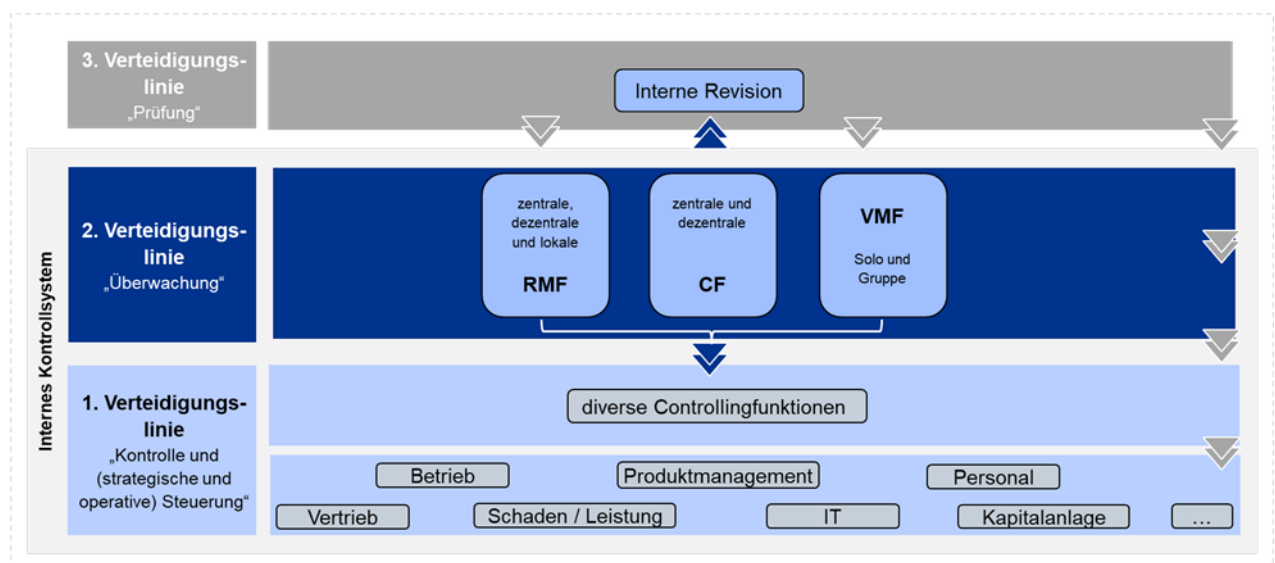 3. Verteidigungs-
linie
„Prüfung“
Interne Revision
Internes Kontrollsystem
2. Verteidigungs-
linie
„Überwachung“
zentrale,
dezentrale
und lokale
RMF
zentrale und
dezentrale
CF
VMF
Solo und
Gruppe
1. Verteidigungs-
linie
„Kontrolle und
(strategische und
operative) Steuerung“
diverse Controllingfunktionen
Betrieb
Produktmanagement
Personal
Vertrieb
Schaden / Leistung
IT
Kapitalanlage
...